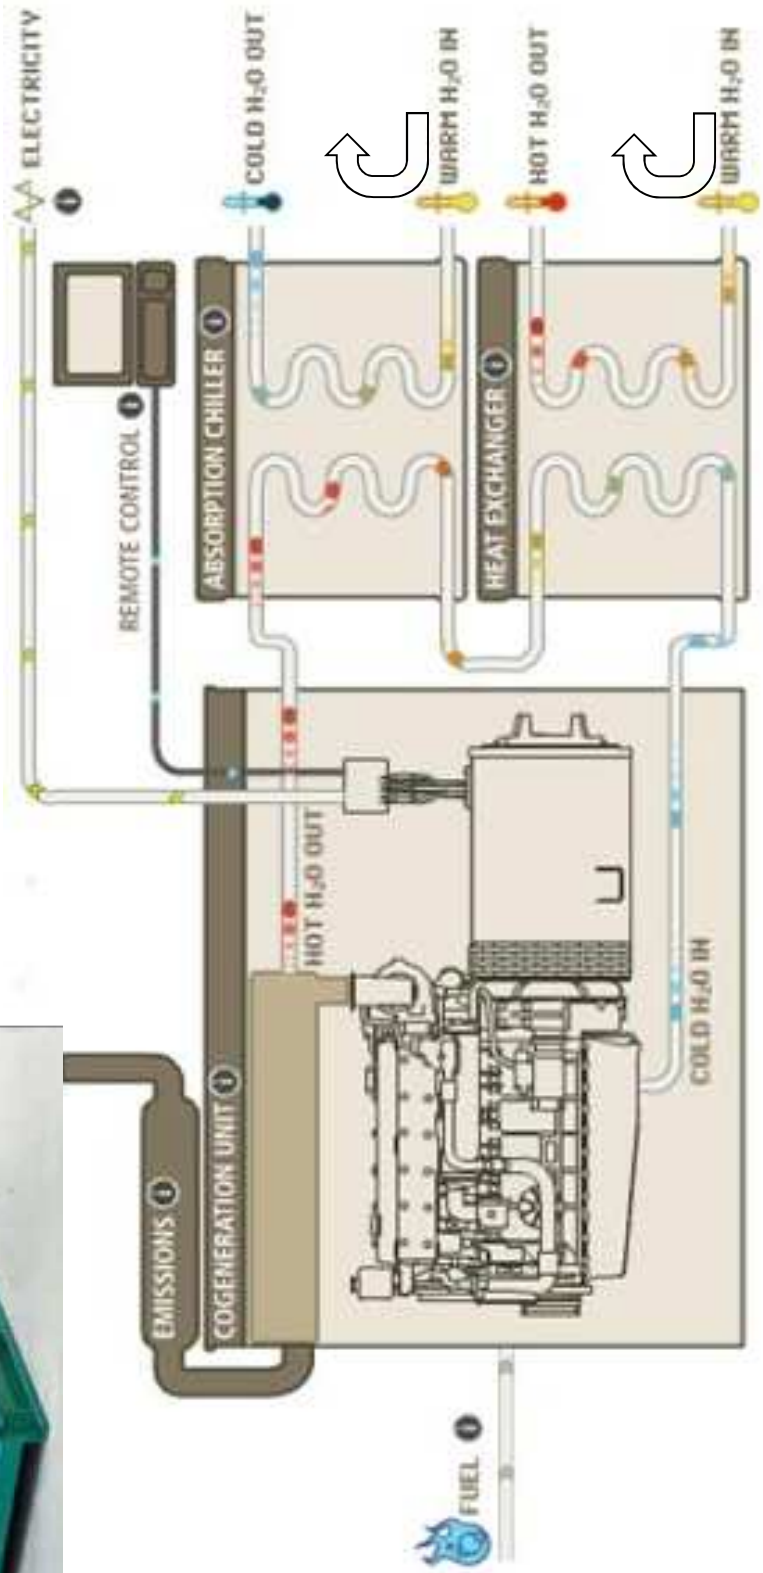 ELECTRICITY
REMOTE CONTROL
ABSORPTION CHILLER
COLD H₂O OUT
WARM H₂O IN
HEAT EXCHANGER
HOT H₂O OUT
WARM H₂O IN
EMISSIONS
COGENERATION UNIT
HOT H₂O OUT
COLD H₂O IN
FUEL